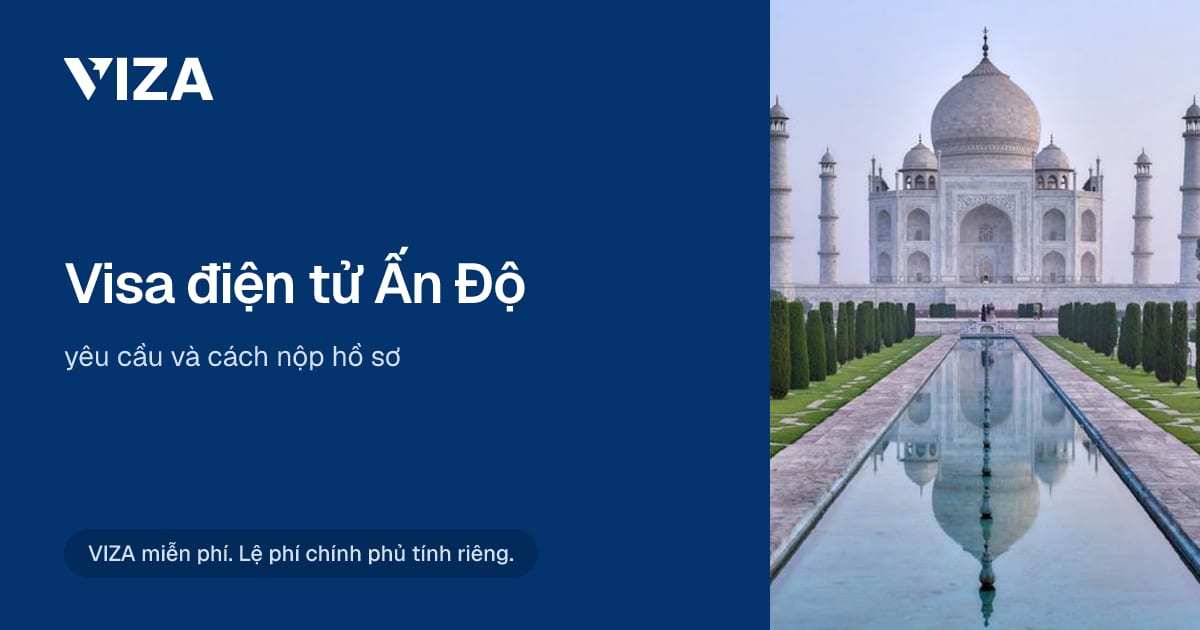 VIZA
Visa điện tử Ấn Độ
yêu cầu và cách nộp hồ sơ
VIZA miễn phí. Lệ phí chính phủ tính riêng.